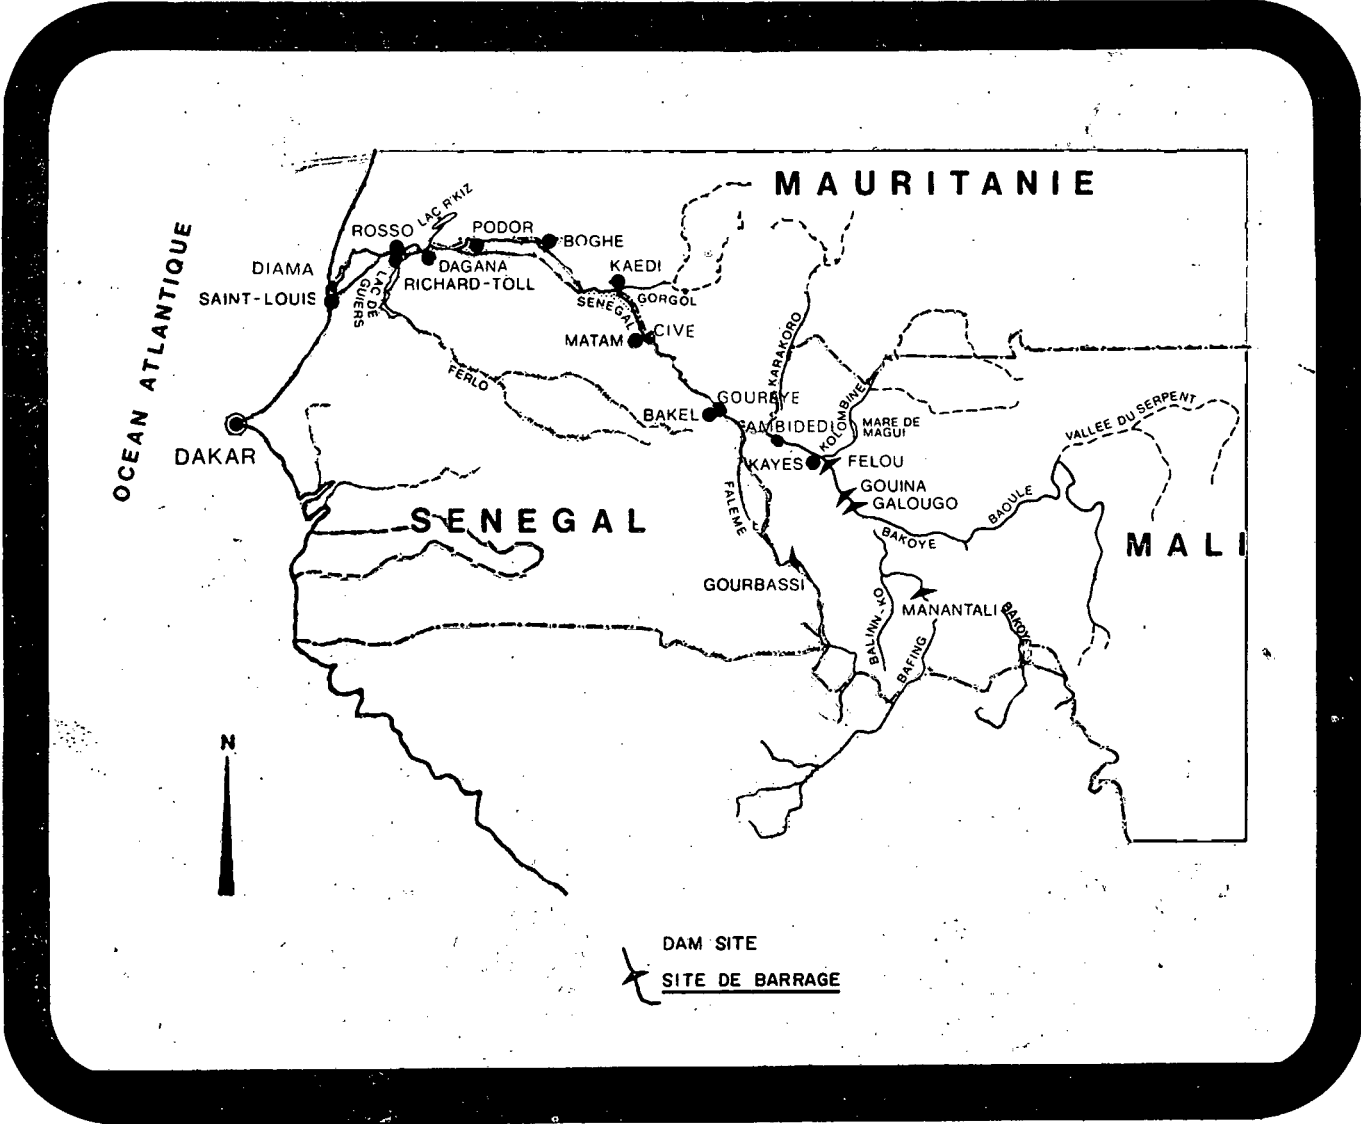 MAURITANIE
LAC R'KIZ
ROSSO
PODOR
BOGHE
DIAMA
DAGANA
KAEDI
SAINT-LOUIS
RICHARD-TOLL
LAC DE
GUIERS
SENEGAL
GORGOL
OCEAN ATLANTIQUE
MATAM
CIVE
KARAKORO
FERLO
GOUREYE
BAKEL
AMBIDEDI
KOLOMBINE
MARE DE
MAGUI
VALLEE DU SERPENT
DAKAR
KAYES
FELOU
GOUINA
GALOUGO
BAOULE
FALEME
SENEGAL
BAKOYE
MALI
GOURBASSI
MANANTALI
BAKOYE
BALINN-KO
BAFING
N
DAM SITE
SITE DE BARRAGE